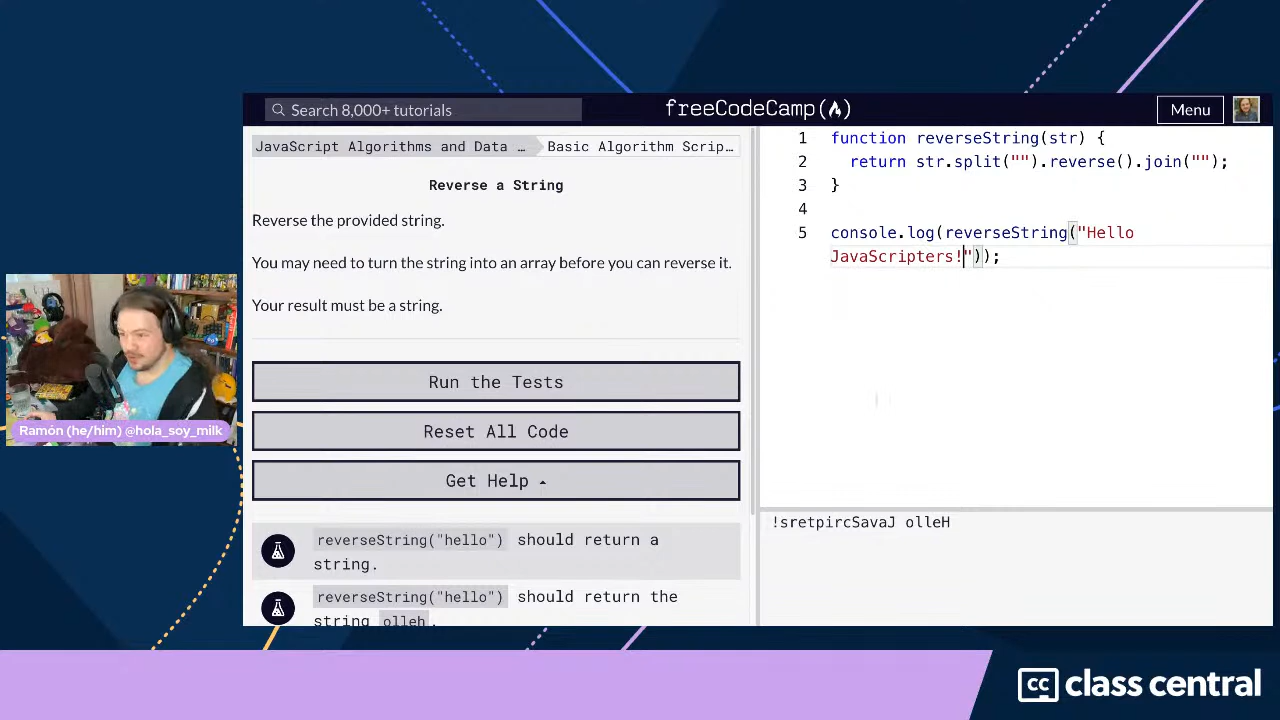 Search 8,000+ tutorials
freeCodeCamp
Menu
JavaScript Algorithms and Data …
Basic Algorithm Scrip…
Reverse a String
Reverse the provided string.
You may need to turn the string into an array before you can reverse it.
Your result must be a string.
Run the Tests
Reset All Code
Get Help
reverseString("hello") should return a
string.
reverseString("hello") should return the
string olleh.
1 function reverseString(str) {
2 return str.split("").reverse().join("");
3 }
4
5 console.log(reverseString("Hello
JavaScripters!"));
!sretpircSavaJ olleH
Ramón (he/him) @hola_soy_milk
cc class central